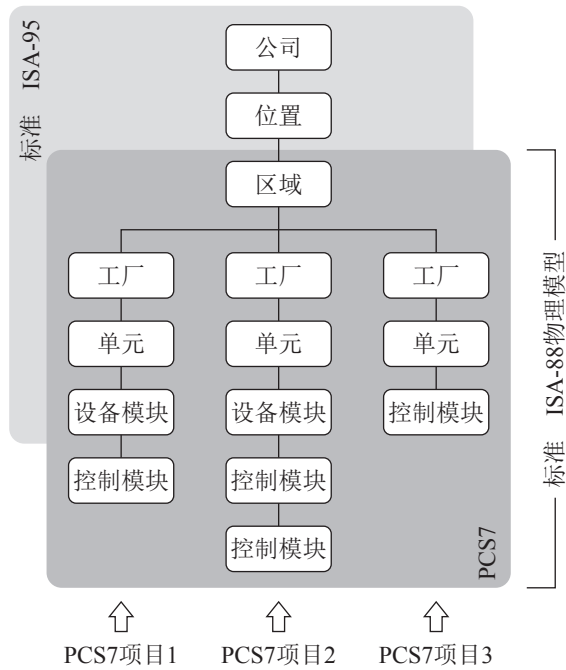 标准 ISA-95
公司
位置
区域
工厂 工厂 工厂
单元 单元 单元
设备模块 设备模块 控制模块
控制模块 控制模块
控制模块
PCS7
标准 ISA-88物理模型
PCS7项目1 PCS7项目2 PCS7项目3